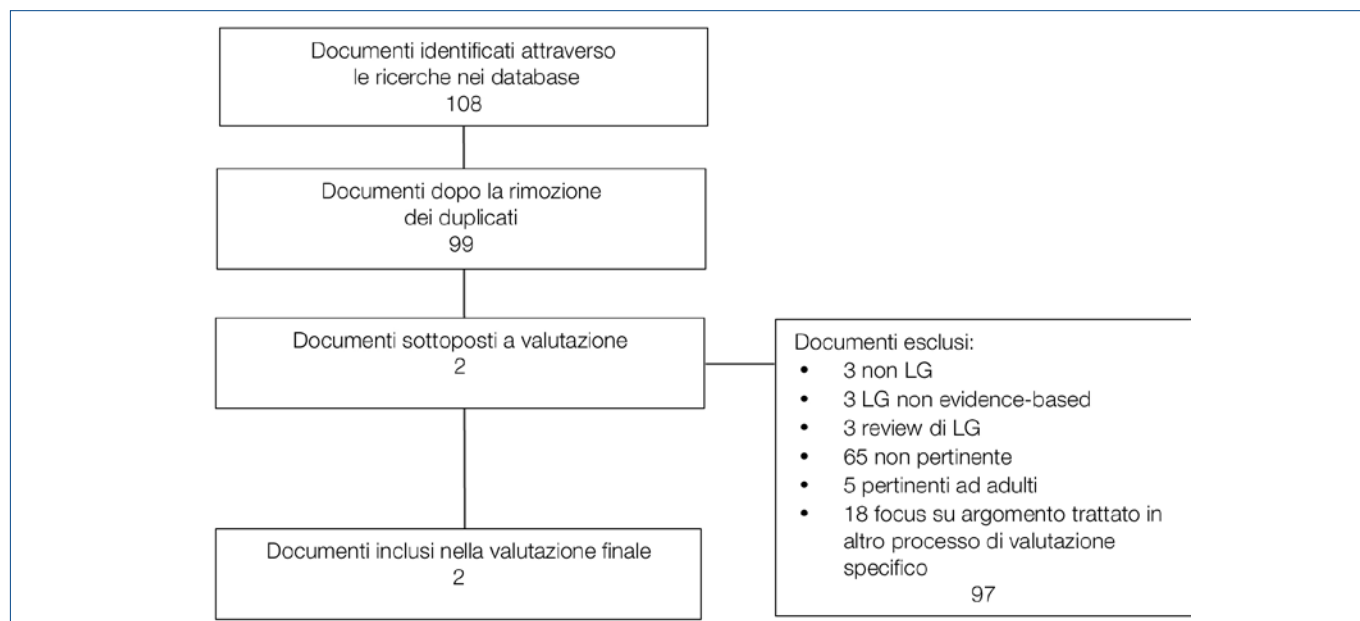 Documenti identificati attraverso
le ricerche nei database
108
Documenti dopo la rimozione
dei duplicati
99
Documenti sottoposti a valutazione
2
Documenti esclusi:
• 3 non LG
• 3 LG non evidence-based
• 3 review di LG
• 65 non pertinente
• 5 pertinenti ad adulti
• 18 focus su argomento trattato in
altro processo di valutazione
specifico
97
Documenti inclusi nella valutazione finale
2